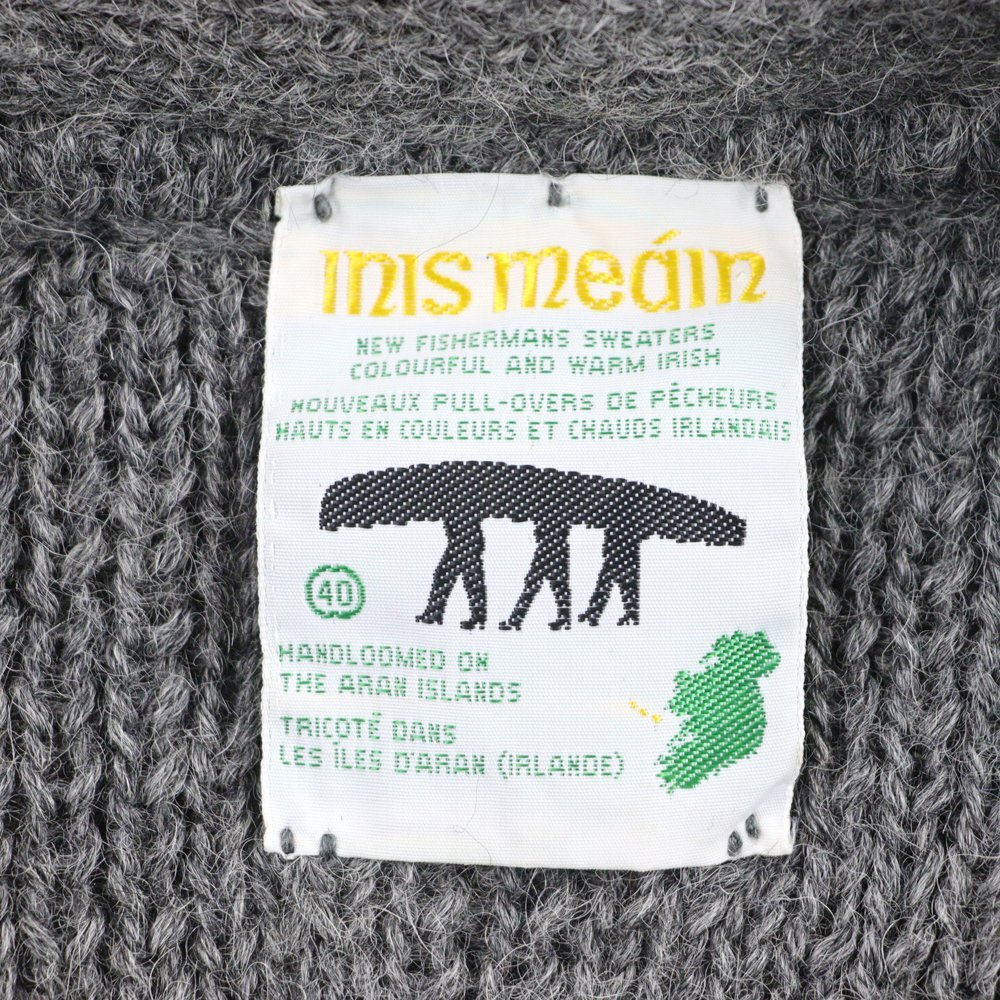 INIS MEÁIN
NEW FISHERMANS SWEATERS
COLOURFUL AND WARM IRISH
NOUVEAUX PULL-OVERS DE PÊCHEURS
HAUTS EN COULEURS ET CHAUDS IRLANDAIS
40
HANDLOOMED ON
THE ARAN ISLANDS
TRICOTÉ DANS
LES ÎLES D'ARAN (IRLANDE)